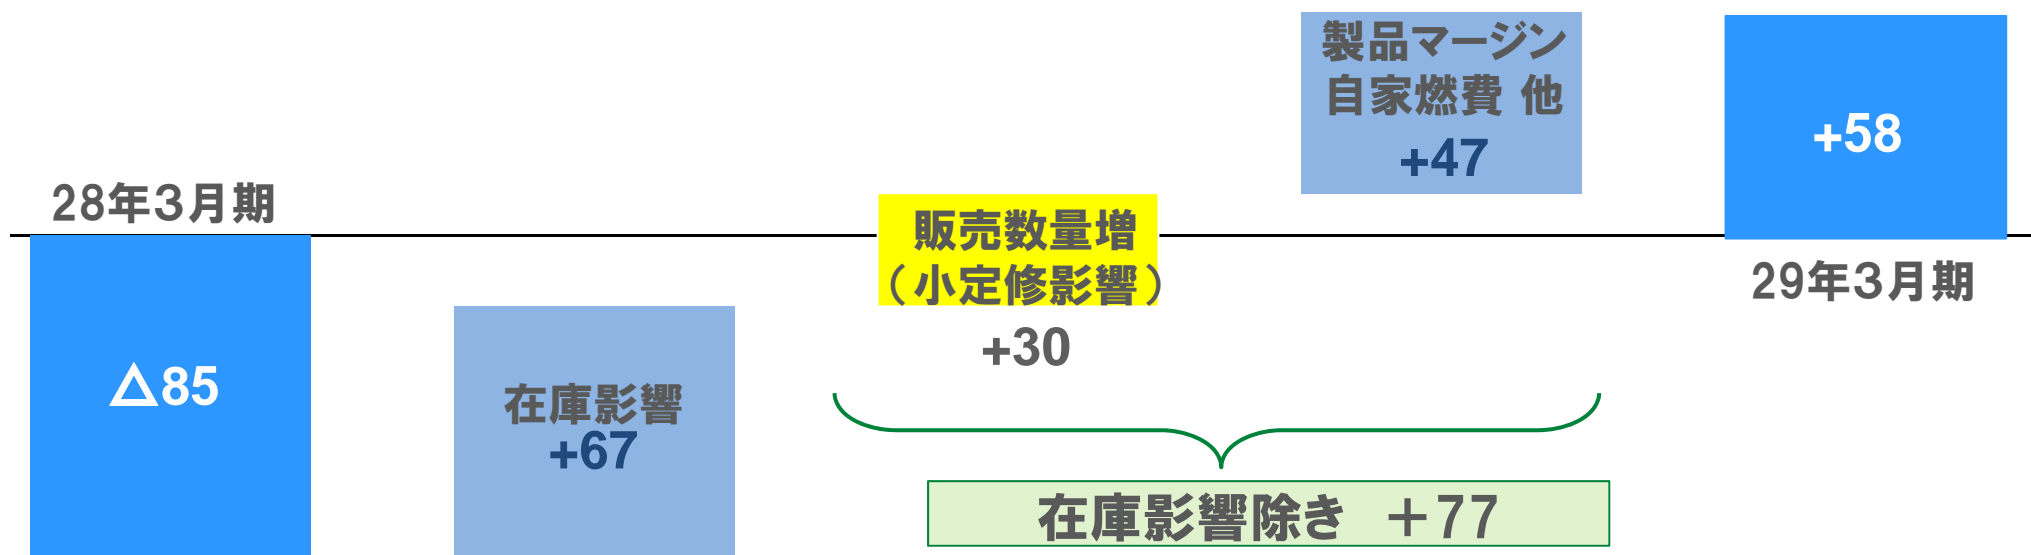 28年３月期
△85
在庫影響
+67
販売数量増
（小定修影響）
+30
製品マージン
自家燃費 他
+47
+58
29年３月期
在庫影響除き　＋77